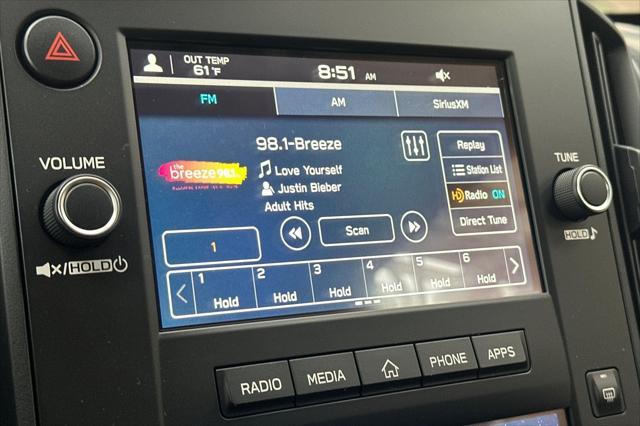 OUT TEMP
61°F
8:51 AM
FM
AM
SiriusXM
98.1-Breeze
the
breeze 98.1
Love Yourself
Justin Bieber
Adult Hits
Replay
Station List
HD Radio ON
Direct Tune
Scan
1
1 Hold
2 Hold
3 Hold
4 Hold
5 Hold
6 Hold
VOLUME
HOLD
TUNE
HOLD
RADIO
MEDIA
PHONE
APPS